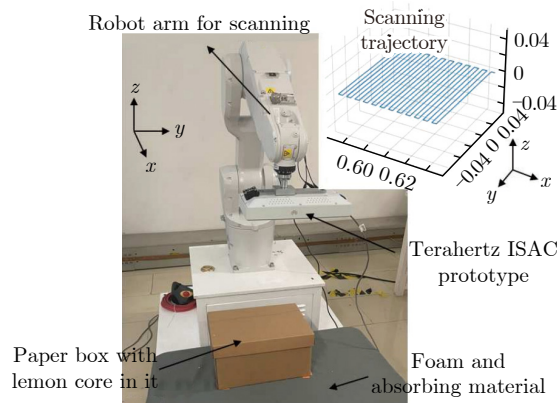 Robot arm for scanning
Scanning
trajectory
0.04
0
-0.04
0.60 0.62
-0.04 0 0.04
z
y
x
z
y
x
Terahertz ISAC
prototype
Paper box with
lemon core in it
Foam and
absorbing material